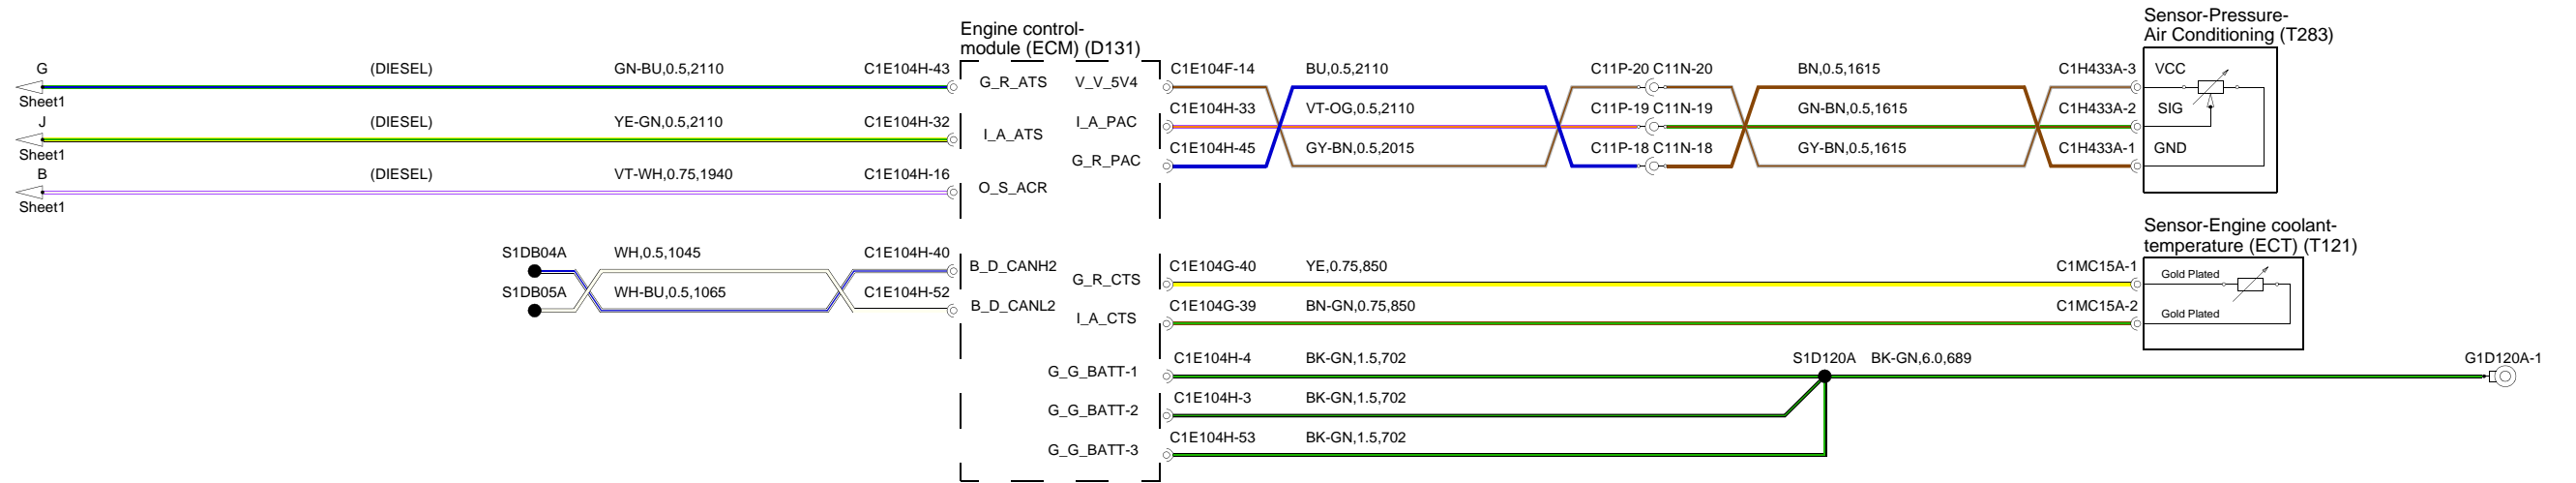 Engine control-
module (ECM) (D131)
Sensor-Pressure-
Air Conditioning (T283)
G (DIESEL) GN-BU,0.5,2110 C1E104H-43 G_R_ATS V_V_5V4 C1E104F-14 BU,0.5,2110 C11P-20 C11N-20 BN,0.5,1615 C1H433A-3 VCC
Sheet1
J (DIESEL) YE-GN,0.5,2110 C1E104H-32 I_A_ATS I_A_PAC C1E104H-33 VT-OG,0.5,2110 C11P-19 C11N-19 GN-BN,0.5,1615 C1H433A-2 SIG
Sheet1
G_R_PAC C1E104H-45 GY-BN,0.5,2015 C11P-18 C11N-18 GY-BN,0.5,1615 C1H433A-1 GND
B (DIESEL) VT-WH,0.75,1940 C1E104H-16 O_S_ACR
Sheet1
Sensor-Engine coolant-
temperature (ECT) (T121)
S1DB04A WH,0.5,1045 C1E104H-40 B_D_CANH2
G_R_CTS C1E104G-40 YE,0.75,850 C1MC15A-1 Gold Plated
S1DB05A WH-BU,0.5,1065 C1E104H-52 B_D_CANL2
I_A_CTS C1E104G-39 BN-GN,0.75,850 C1MC15A-2 Gold Plated
G_G_BATT-1 C1E104H-4 BK-GN,1.5,702 S1D120A BK-GN,6.0,689 G1D120A-1
G_G_BATT-2 C1E104H-3 BK-GN,1.5,702
G_G_BATT-3 C1E104H-53 BK-GN,1.5,702